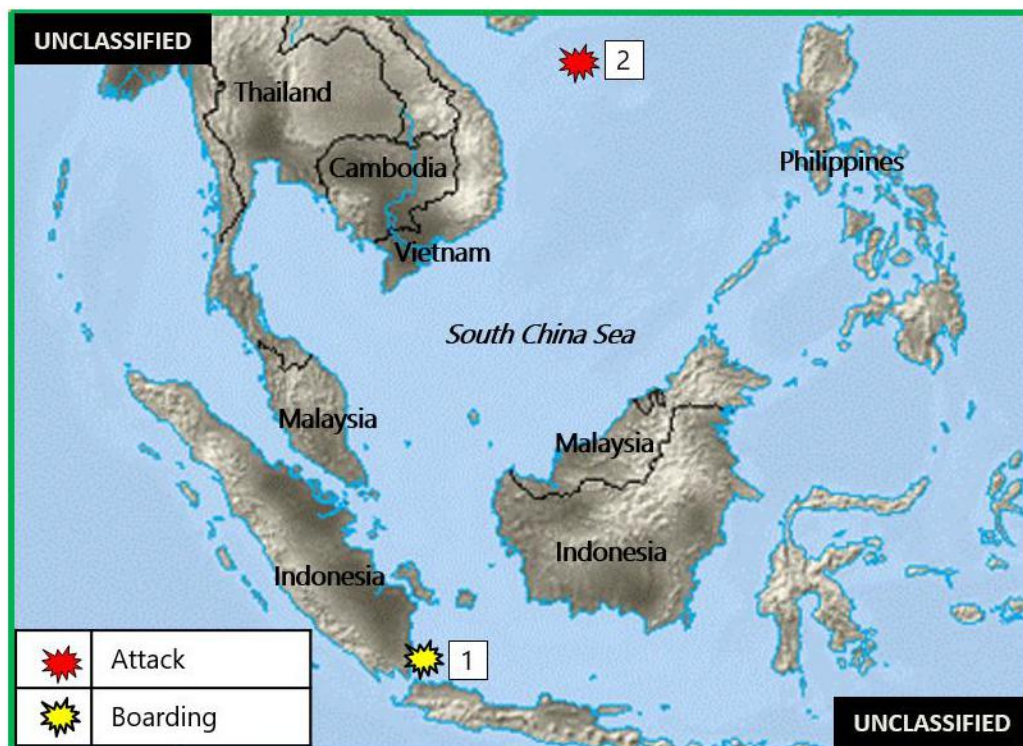 UNCLASSIFIED
2
Thailand
Cambodia
Philippines
Vietnam
South China Sea
Malaysia
Malaysia
Indonesia
Indonesia
1
Attack
Boarding
UNCLASSIFIED